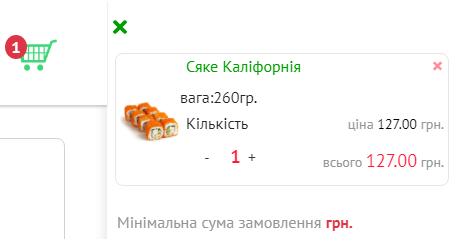 1
Сяке Каліфорнія
вага:260гр.
Кількість
ціна 127.00 грн.
- 1 +
всього 127.00 грн.
Мінімальна сума замовлення грн.